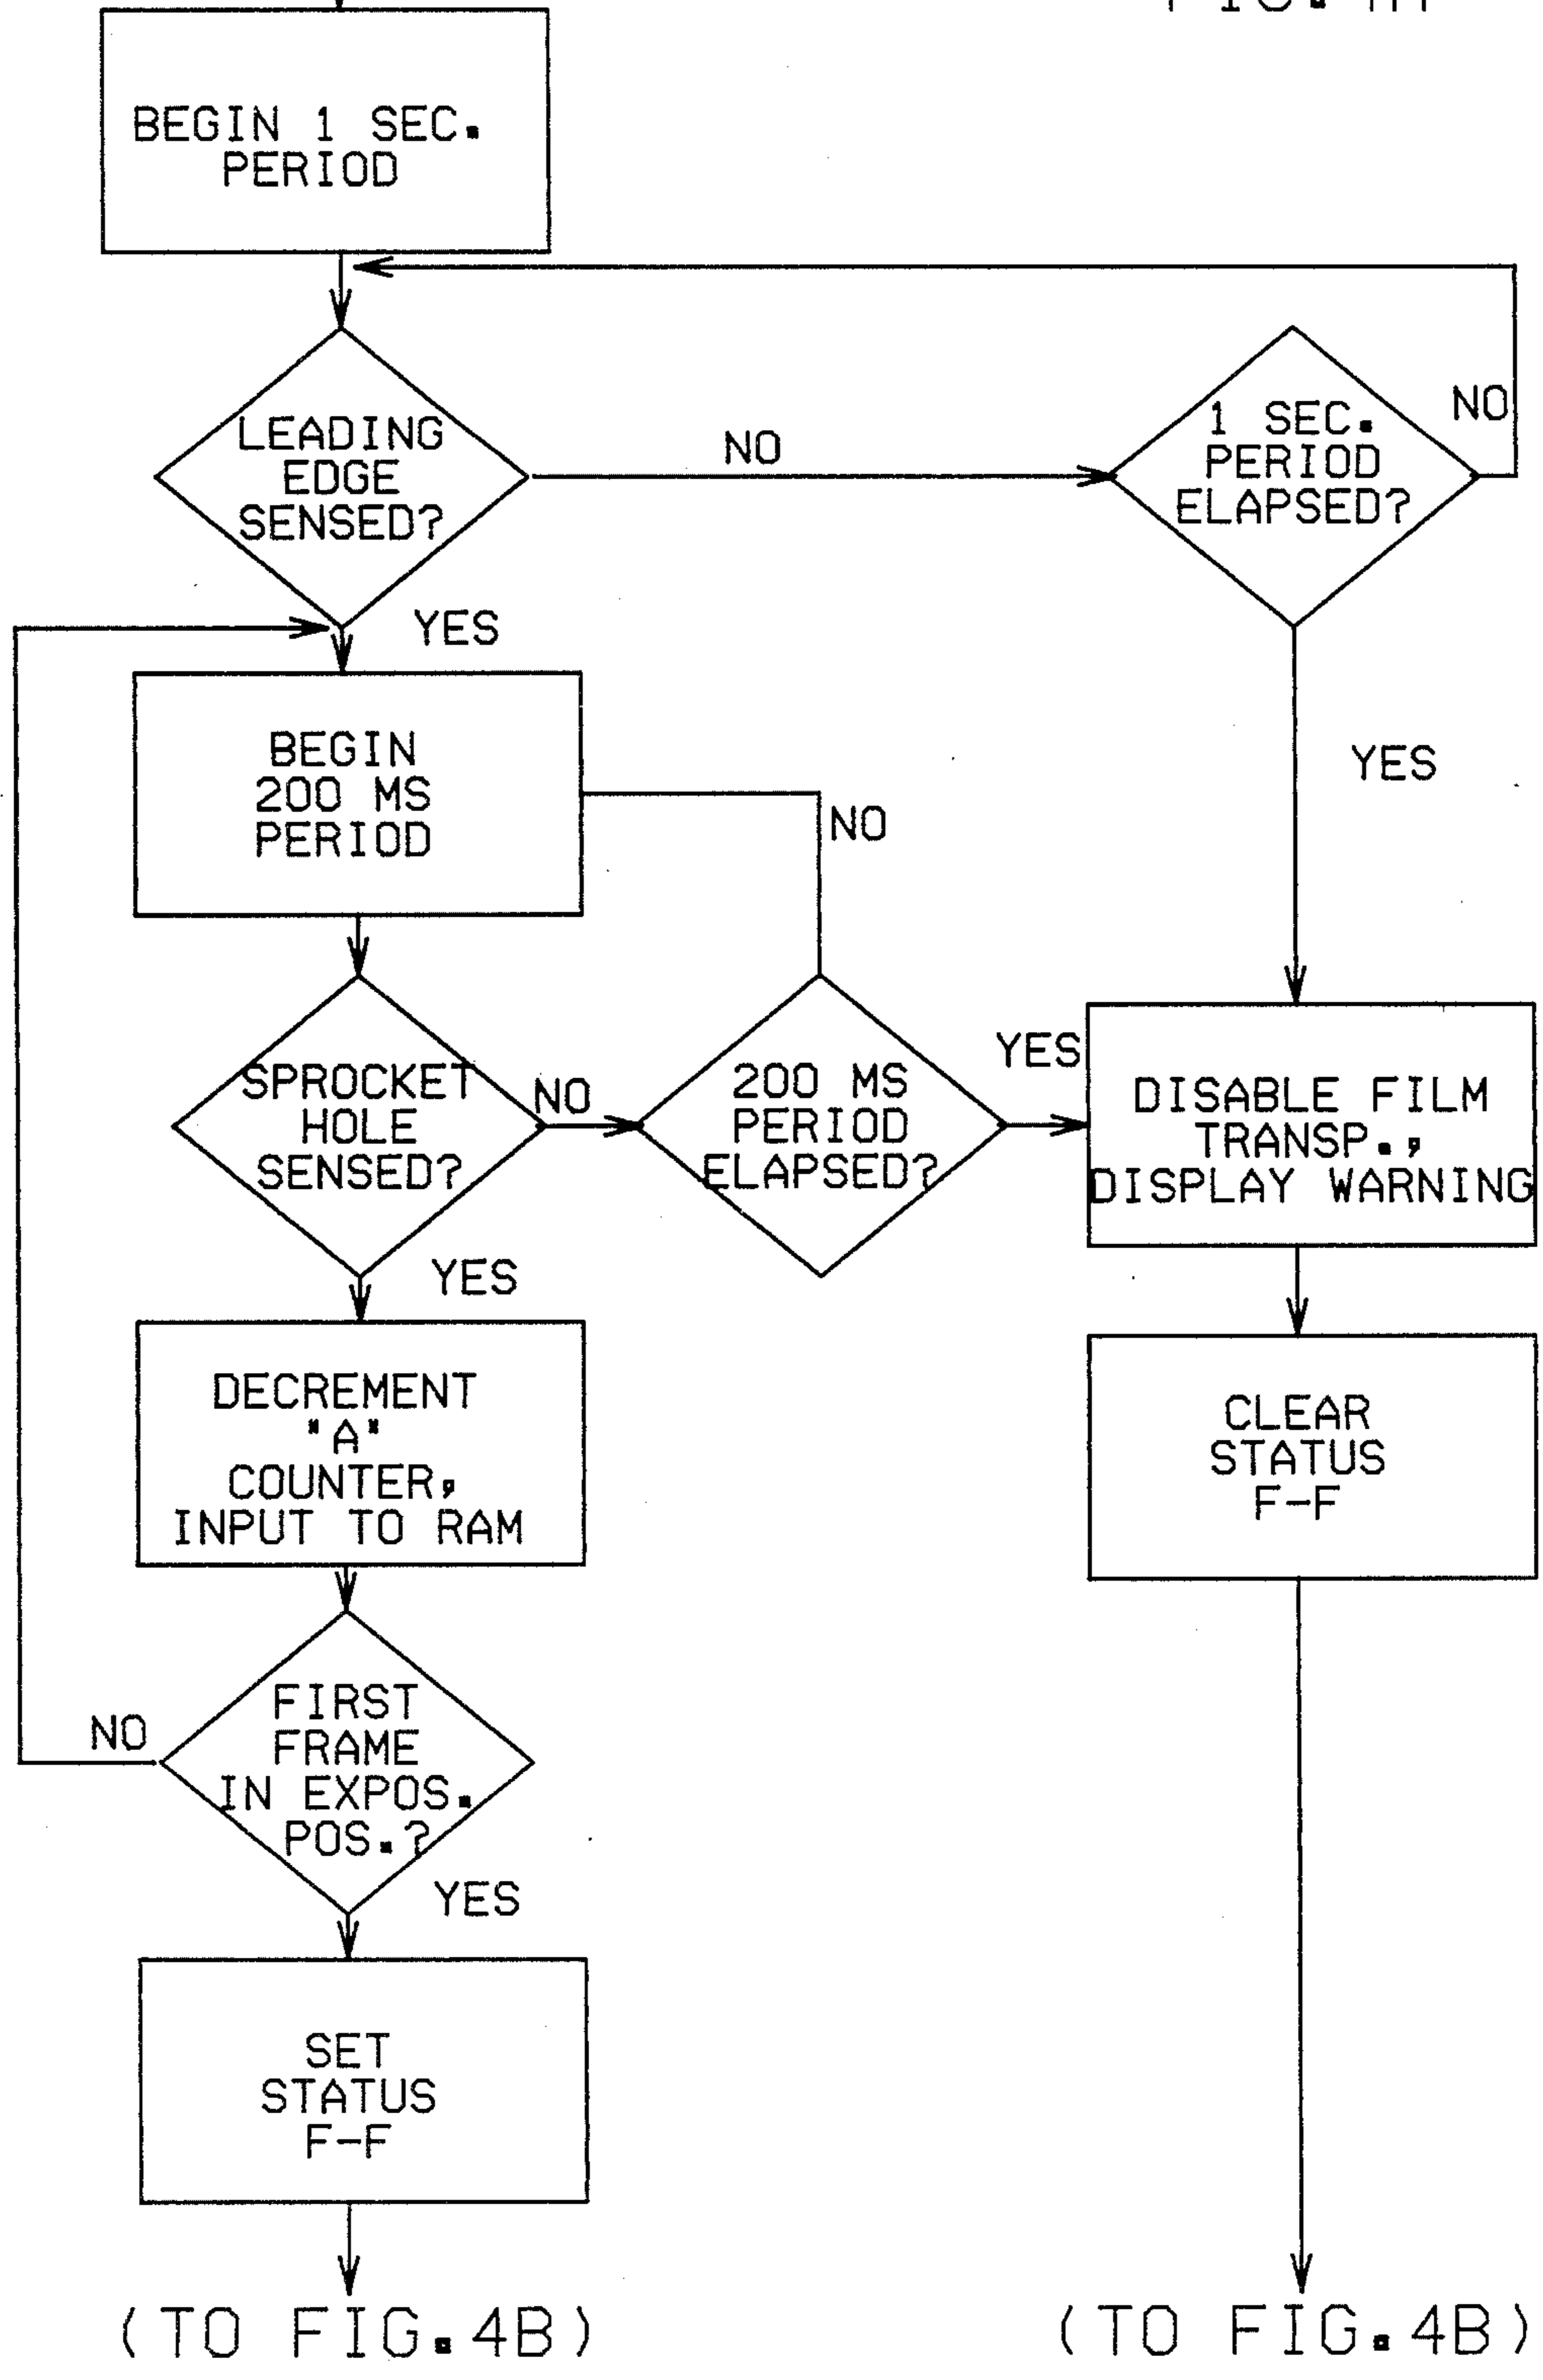 BEGIN 1 SEC.
PERIOD
LEADING
EDGE
SENSED?
NO
1 SEC.
PERIOD
ELAPSED?
NO
YES
YES
BEGIN
200 MS
PERIOD
NO
SPROCKET
HOLE
SENSED?
NO
200 MS
PERIOD
ELAPSED?
YES
DISABLE FILM
TRANSP.,
DISPLAY WARNING
YES
DECREMENT
"A"
COUNTER,
INPUT TO RAM
CLEAR
STATUS
F-F
FIRST
FRAME
IN EXPOS.
POS.?
NO
YES
SET
STATUS
F-F
(TO FIG.4B)
(TO FIG.4B)